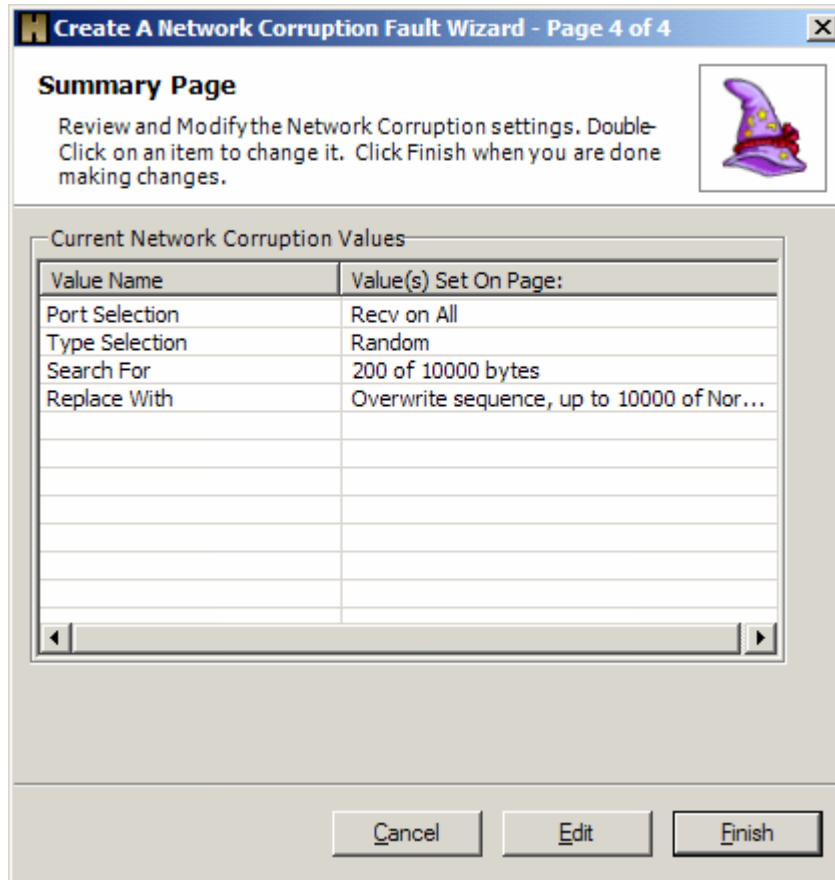 Create A Network Corruption Fault Wizard - Page 4 of 4
Summary Page
Review and Modify the Network Corruption settings. Double-
Click on an item to change it. Click Finish when you are done
making changes.
Current Network Corruption Values
Value Name Value(s) Set On Page:
Port Selection Recv on All
Type Selection Random
Search For 200 of 10000 bytes
Replace With Overwrite sequence, up to 10000 of Nor...
Cancel Edit Finish